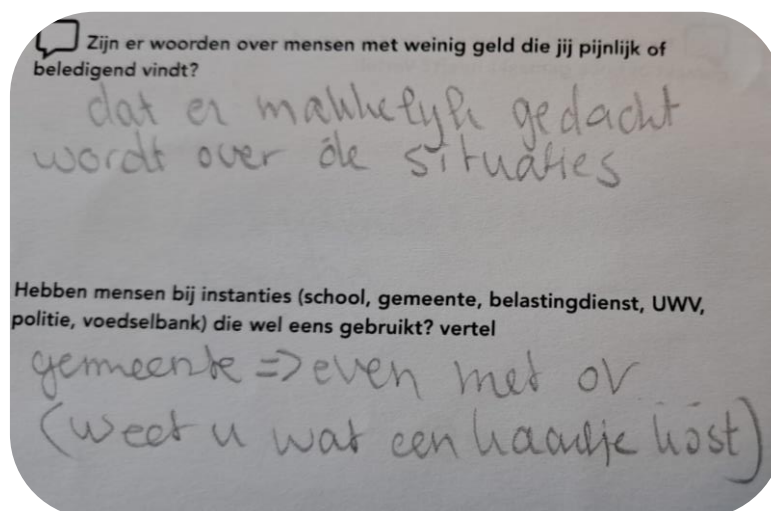 Zijn er woorden over mensen met weinig geld die jij pijnlijk of
beledigend vindt?
dat er makkelyk gedacht
wordt over de situaties
Hebben mensen bij instanties (school, gemeente, belastingdienst, UWV,
politie, voedselbank) die wel eens gebruikt? vertel
gemeente => even met ov
(weet u wat een kaartje kost)